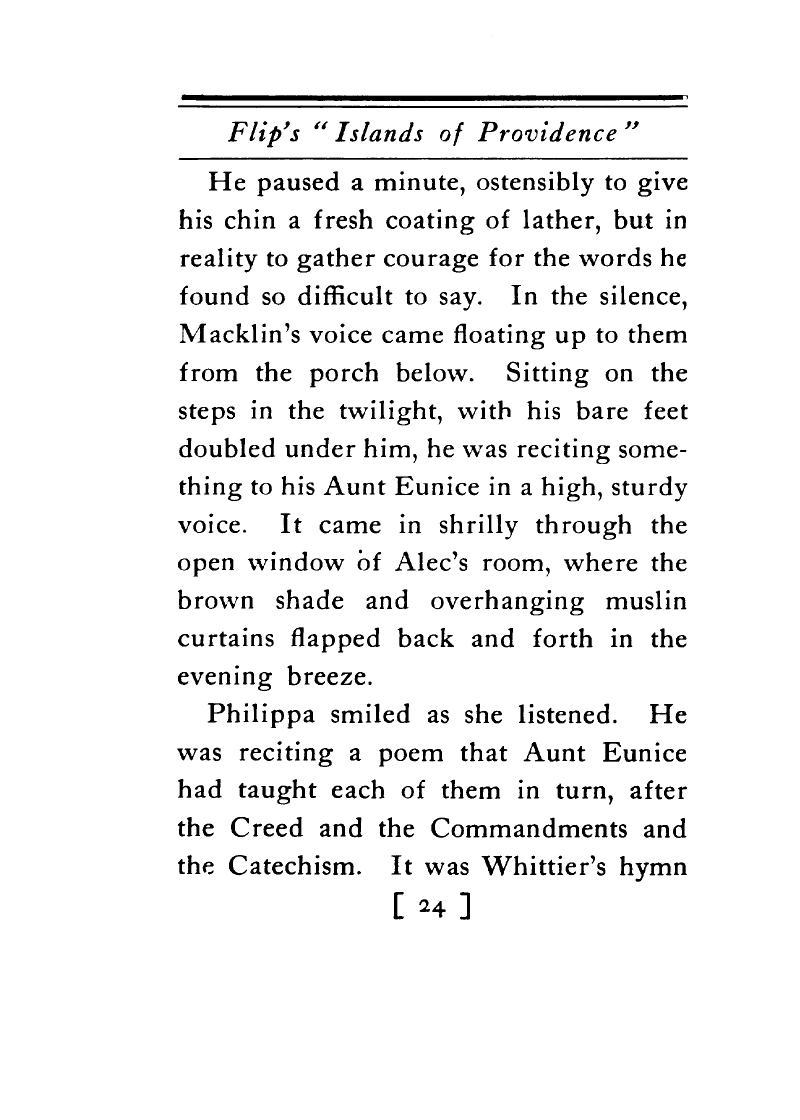 Flip's “Islands of Providence”
He paused a minute, ostensibly to give
his chin a fresh coating of lather, but in
reality to gather courage for the words he
found so difficult to say. In the silence,
Macklin's voice came floating up to them
from the porch below. Sitting on the
steps in the twilight, with his bare feet
doubled under him, he was reciting some-
thing to his Aunt Eunice in a high, sturdy
voice. It came in shrilly through the
open window of Alec's room, where the
brown shade and overhanging muslin
curtains flapped back and forth in the
evening breeze.
Philippa smiled as she listened. He
was reciting a poem that Aunt Eunice
had taught each of them in turn, after
the Creed and the Commandments and
the Catechism. It was Whittier's hymn
[ 24 ]